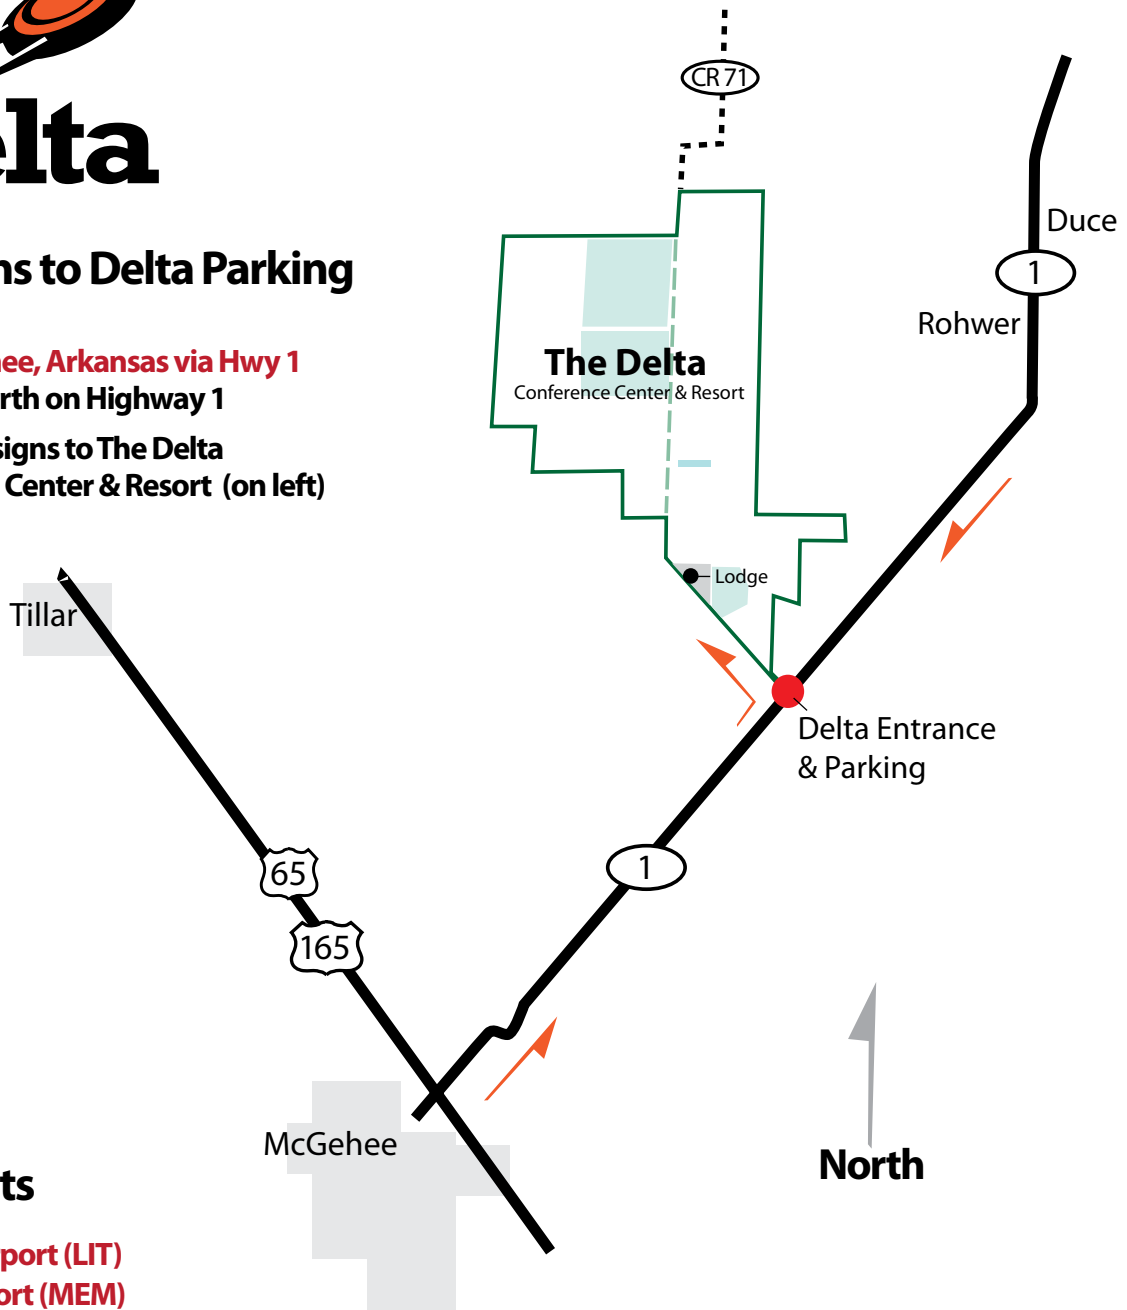 elta
ns to Delta Parking
ee, Arkansas via Hwy 1
rth on Highway 1
signs to The Delta
Center & Resort (on left)
CR 71
Duce
1
Rohwer
The Delta
Conference Center & Resort
Lodge
Tillar
Delta Entrance
& Parking
65
1
165
McGehee
North
ts
port (LIT)
ort (MEM)